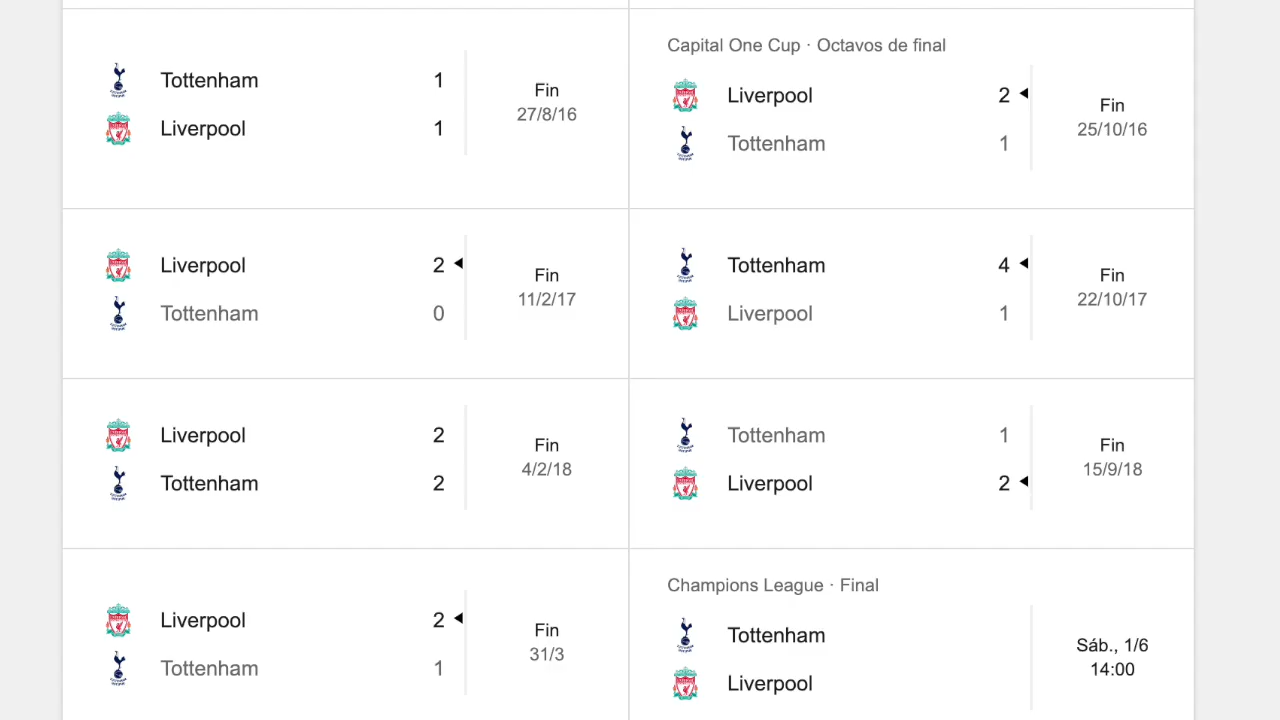 Tottenham 1
Liverpool 1
Fin
27/8/16
Capital One Cup · Octavos de final
Liverpool 2
Tottenham 1
Fin
25/10/16
Liverpool 2
Tottenham 0
Fin
11/2/17
Tottenham 4
Liverpool 1
Fin
22/10/17
Liverpool 2
Tottenham 2
Fin
4/2/18
Tottenham 1
Liverpool 2
Fin
15/9/18
Liverpool 2
Tottenham 1
Fin
31/3
Champions League · Final
Tottenham
Liverpool
Sáb., 1/6
14:00